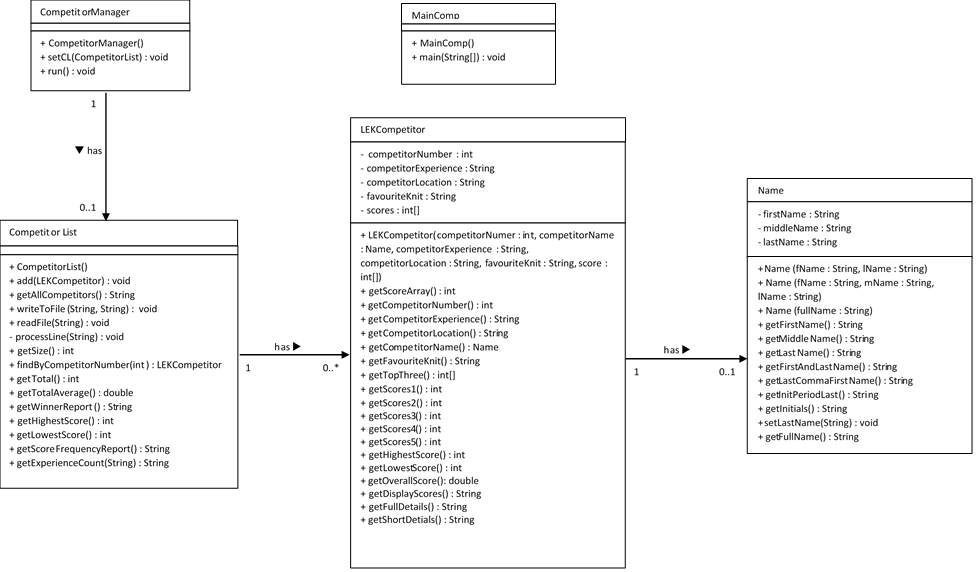 CompetitorManager
+ CompetitorManager()
+ setCL(CompetitorList) : void
+ run() : void
MainComp
+ MainComp()
+ main(String[]) : void
1
▼ has
0..1
Competitor List
+ CompetitorList()
+ add(LEKCompetitor) : void
+ getAllCompetitors() : String
+ writeToFile (String, String) : void
+ readFile(String) : void
- processLine(String) : void
+ getSize() : int
+ findByCompetitorNumber(int ) : LEKCompetitor
+ getTotal() : int
+ getTotalAverage() : double
+ getWinnerReport () : String
+ getHighestScore() : int
+ getLowestScore() : int
+ getScoreFrequencyReport() : String
+ getExperienceCount(String) : String
has ▶
1
0..*
LEKCompetitor
- competitorNumber : int
- competitorExperience : String
- competitorLocation : String
- favouriteKnit : String
- scores : int[]
+ LEKCompetitor(competitorNumer : int, competitorName
: Name, competitorExperience : String,
competitorLocation : String, favouriteKnit : String, score :
int[])
+ getScoreArray() : int
+ getCompetitorNumber() : int
+ getCompetitorExperience() : String
+ getCompetitorLocation() : String
+ getCompetitorName() : Name
+ getFavouriteKnit() : String
+ getTopThree() : int[]
+ getScores1() : int
+ getScores2() : int
+ getScores3() : int
+ getScores4() : int
+ getScores5() : int
+ getHighestScore() : int
+ getLowestScore() : int
+ getOverallScore(): double
+ getDisplayScores() : String
+ getFullDetails() : String
+ getShortDetials() : String
has ▶
1
0..1
Name
- firstName : String
- middleName : String
- lastName : String
+ Name (fName : String, lName : String)
+ Name (fName : String, mName : String,
lName : String)
+ Name (fullName : String)
+ getFirstName() : String
+ getMiddleName() : String
+ getLastName() : String
+ getFirstAndLastName() : String
+ getLastCommaFirstName() : String
+ getInitPeriodLast() : String
+ getInitials() : String
+setLastName(String) : void
+ getFullName() : String